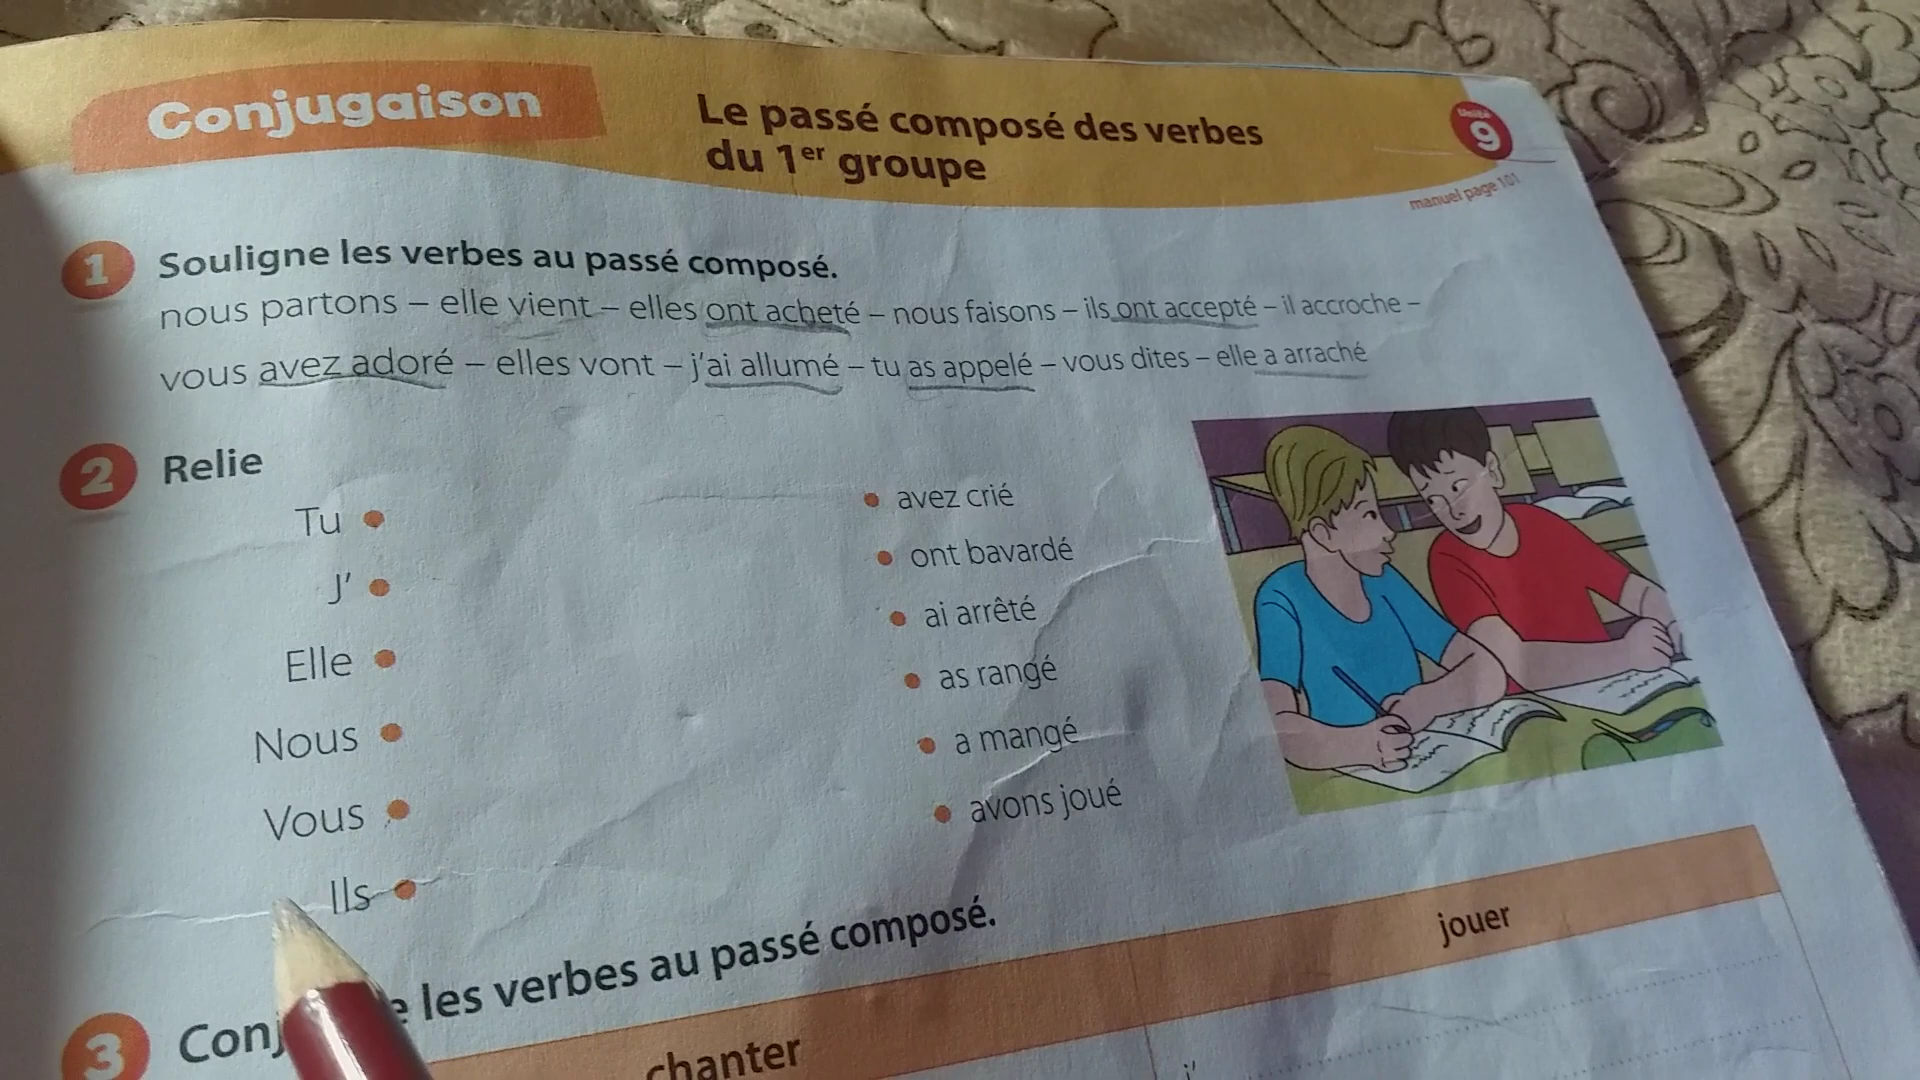 Conjugaison
Le passé composé des verbes
du 1er groupe
Unité
9
manuel page 101
1 Souligne les verbes au passé composé.
nous partons – elle vient – elles ont acheté – nous faisons – ils ont accepté – il accroche –
vous avez adoré – elles vont – j'ai allumé – tu as appelé – vous dites – elle a arraché
2 Relie
Tu • • avez crié
J' • • ont bavardé
Elle • • ai arrêté
Nous • • as rangé
Vous • • a mangé
Ils • • avons joué
3 les verbes au passé composé.
chanter jouer
j'